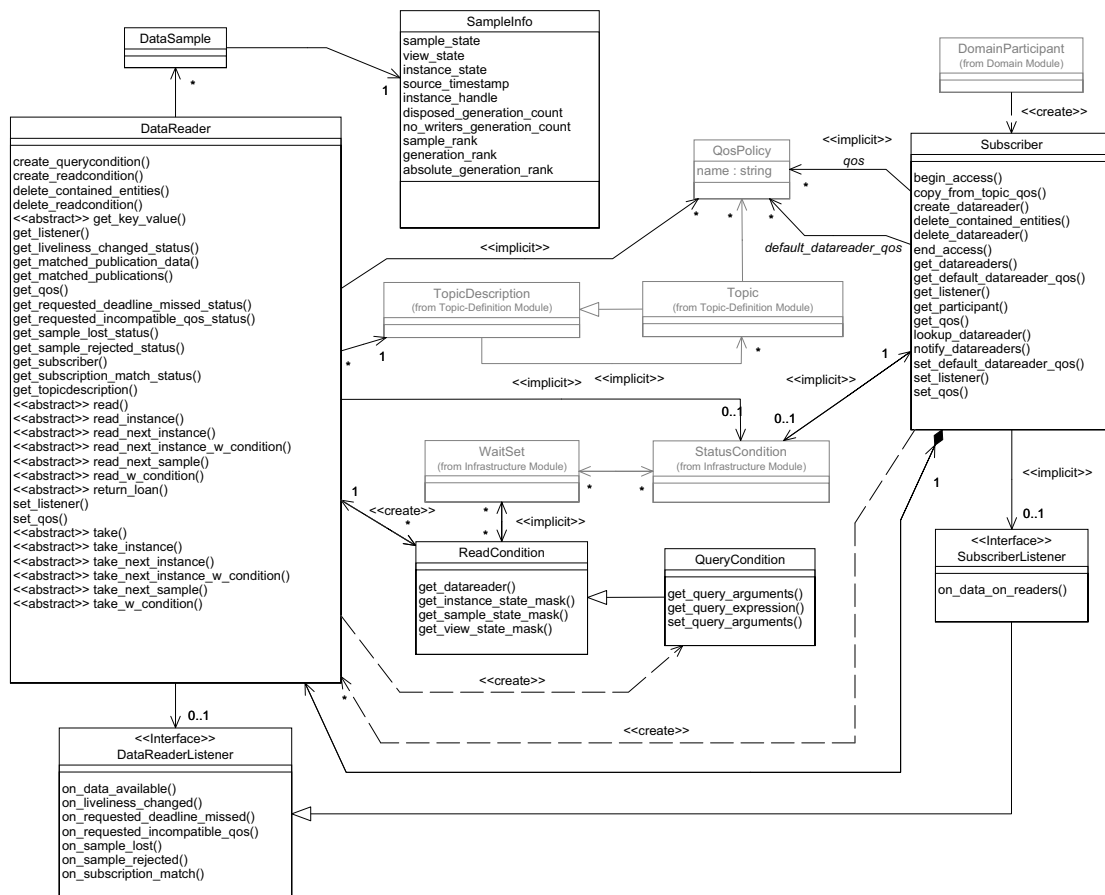 DataSample
*
1
SampleInfo
sample_state
view_state
instance_state
source_timestamp
instance_handle
disposed_generation_count
no_writers_generation_count
sample_rank
generation_rank
absolute_generation_rank
DomainParticipant
(from Domain Module)
<<create>>
DataReader
create_querycondition()
create_readcondition()
delete_contained_entities()
delete_readcondition()
<<abstract>> get_key_value()
get_listener()
get_liveliness_changed_status()
get_matched_publication_data()
get_matched_publications()
get_qos()
get_requested_deadline_missed_status()
get_requested_incompatible_qos_status()
get_sample_lost_status()
get_sample_rejected_status()
get_subscriber()
get_subscription_match_status()
get_topicdescription()
<<abstract>> read()
<<abstract>> read_instance()
<<abstract>> read_next_instance()
<<abstract>> read_next_instance_w_condition()
<<abstract>> read_next_sample()
<<abstract>> read_w_condition()
<<abstract>> return_loan()
set_listener()
set_qos()
<<abstract>> take()
<<abstract>> take_instance()
<<abstract>> take_next_instance()
<<abstract>> take_next_instance_w_condition()
<<abstract>> take_next_sample()
<<abstract>> take_w_condition()
QosPolicy
name : string
*
*
*
*
<<implicit>>
qos
default_datareader_qos
<<implicit>>
Subscriber
begin_access()
copy_from_topic_qos()
create_datareader()
delete_contained_entities()
delete_datareader()
end_access()
get_datareaders()
get_default_datareader_qos()
get_listener()
get_participant()
get_qos()
lookup_datareader()
notify_datareaders()
set_default_datareader_qos()
set_listener()
set_qos()
TopicDescription
(from Topic-Definition Module)
Topic
(from Topic-Definition Module)
*
1
*
<<implicit>>
<<implicit>>
<<implicit>>
1
0..1
0..1
WaitSet
(from Infrastructure Module)
StatusCondition
(from Infrastructure Module)
*
*
1
<<create>>
*
*
*
<<implicit>>
ReadCondition
get_datareader()
get_instance_state_mask()
get_sample_state_mask()
get_view_state_mask()
QueryCondition
get_query_arguments()
get_query_expression()
set_query_arguments()
1
<<implicit>>
0..1
<<Interface>>
SubscriberListener
on_data_on_readers()
<<create>>
*
<<create>>
0..1
<<Interface>>
DataReaderListener
on_data_available()
on_liveliness_changed()
on_requested_deadline_missed()
on_requested_incompatible_qos()
on_sample_lost()
on_sample_rejected()
on_subscription_match()